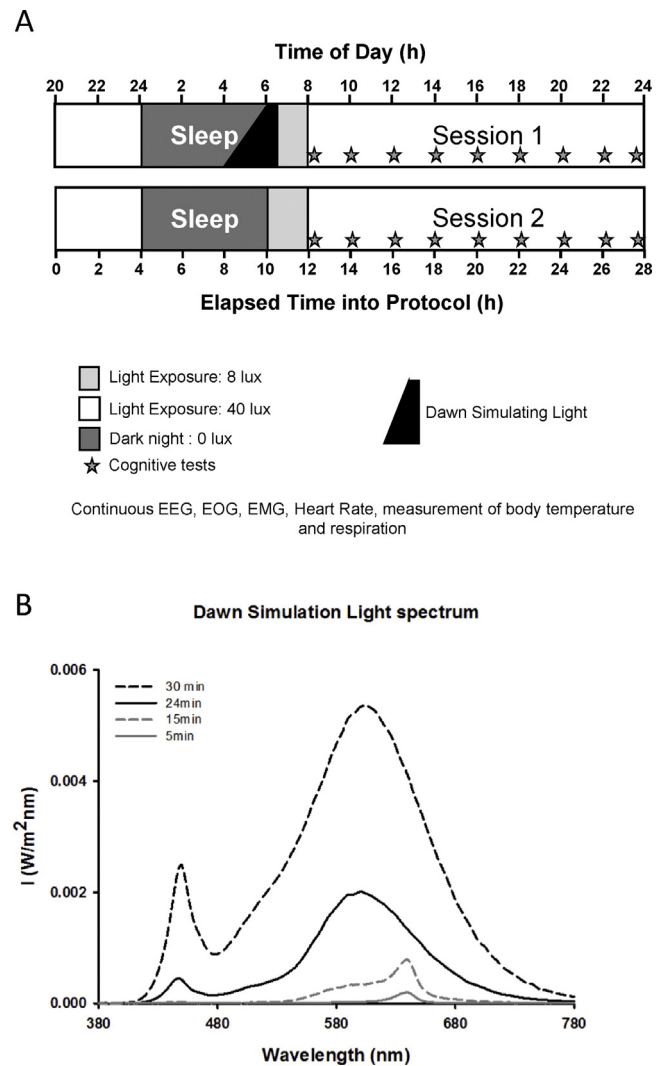 A
Time of Day (h)
20 22 24 2 4 6 8 10 12 14 16 18 20 22 24
Sleep Session 1
Sleep Session 2
0 2 4 6 8 10 12 14 16 18 20 22 24 26 28
Elapsed Time into Protocol (h)
Light Exposure: 8 lux
Light Exposure: 40 lux
Dark night : 0 lux
Cognitive tests
Dawn Simulating Light
Continuous EEG, EOG, EMG, Heart Rate, measurement of body temperature
and respiration
B
Dawn Simulation Light spectrum
I (W/m²nm)
0.006
0.004
0.002
0.000
30 min
24min
15min
5min
380 480 580 680 780
Wavelength (nm)